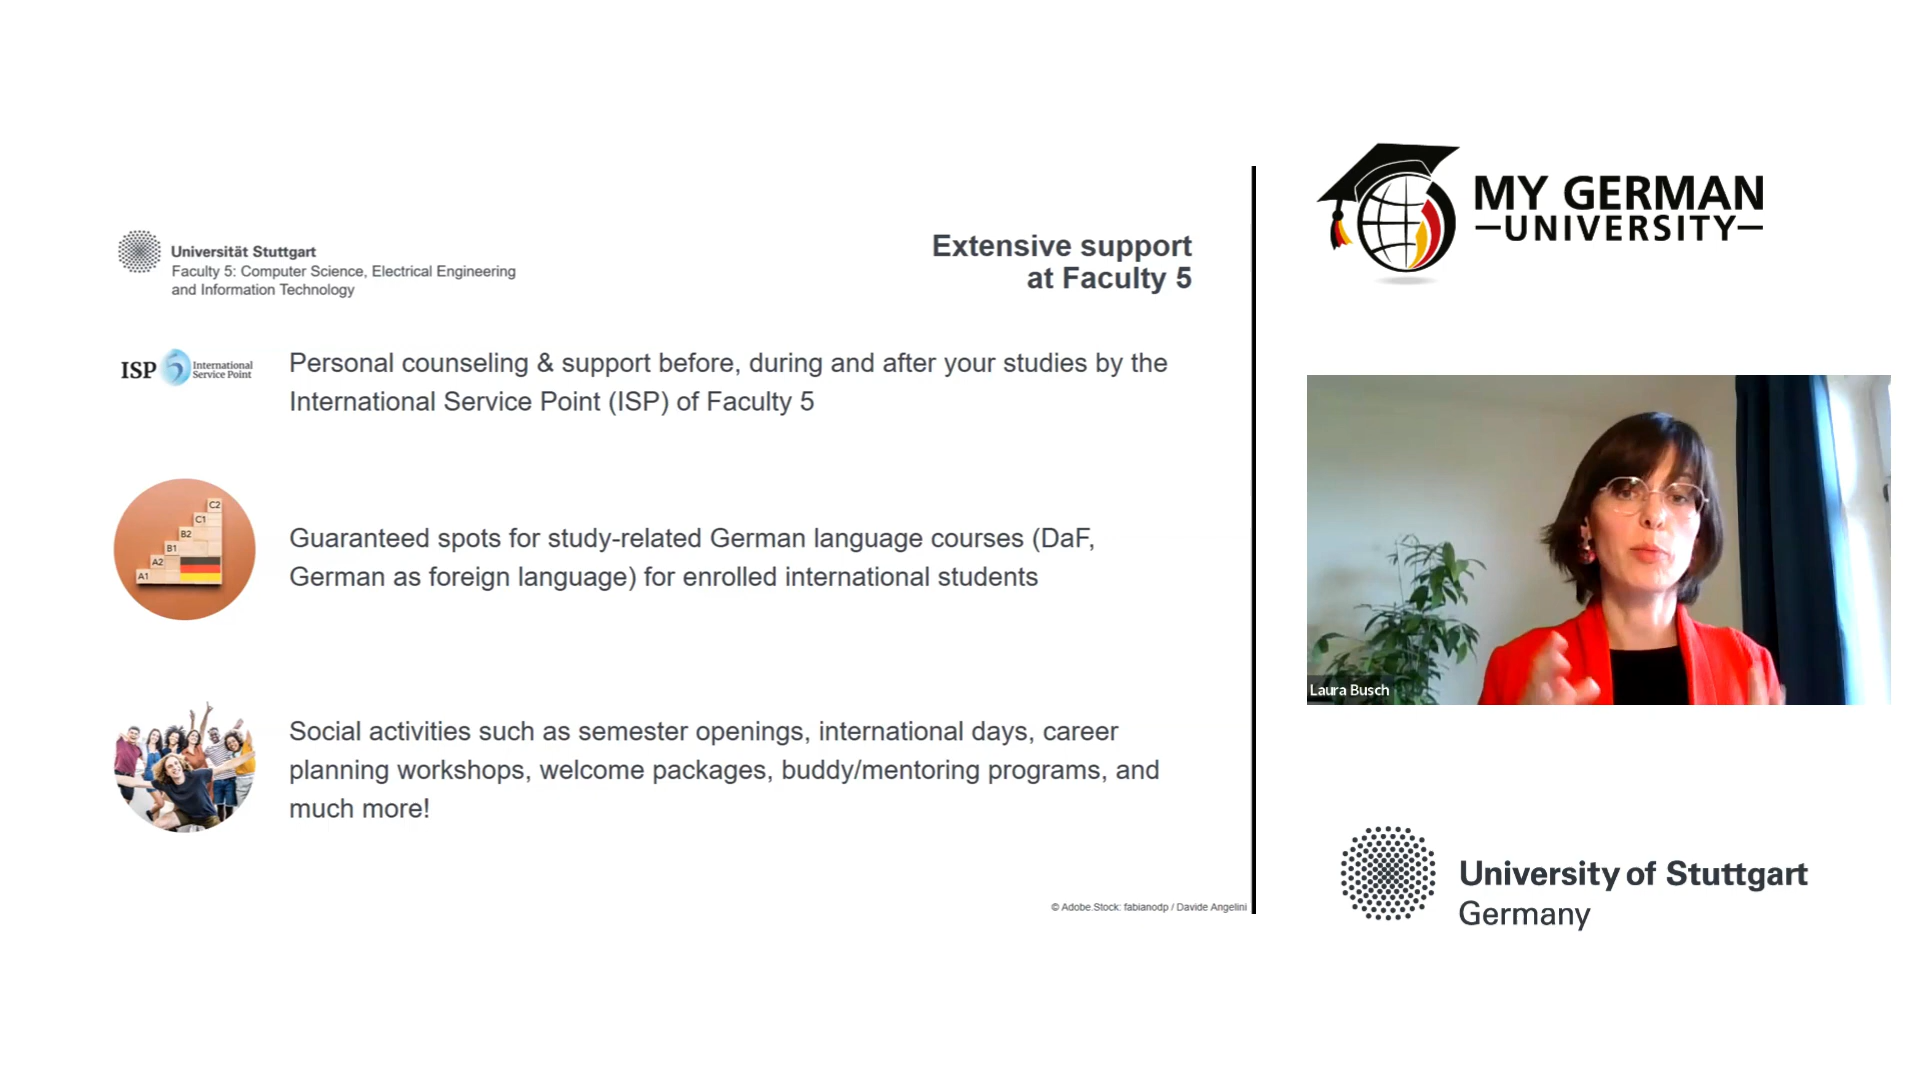 Universität Stuttgart
Faculty 5: Computer Science, Electrical Engineering
and Information Technology
Extensive support
at Faculty 5
ISP 5 International
Service Point
Personal counseling & support before, during and after your studies by the
International Service Point (ISP) of Faculty 5
C2
C1
B2
B1
A2
A1
Guaranteed spots for study-related German language courses (DaF,
German as foreign language) for enrolled international students
Social activities such as semester openings, international days, career
planning workshops, welcome packages, buddy/mentoring programs, and
much more!
© Adobe.Stock: fabianodp / Davide Angelini
MY GERMAN
UNIVERSITY
Laura Busch
University of Stuttgart
Germany